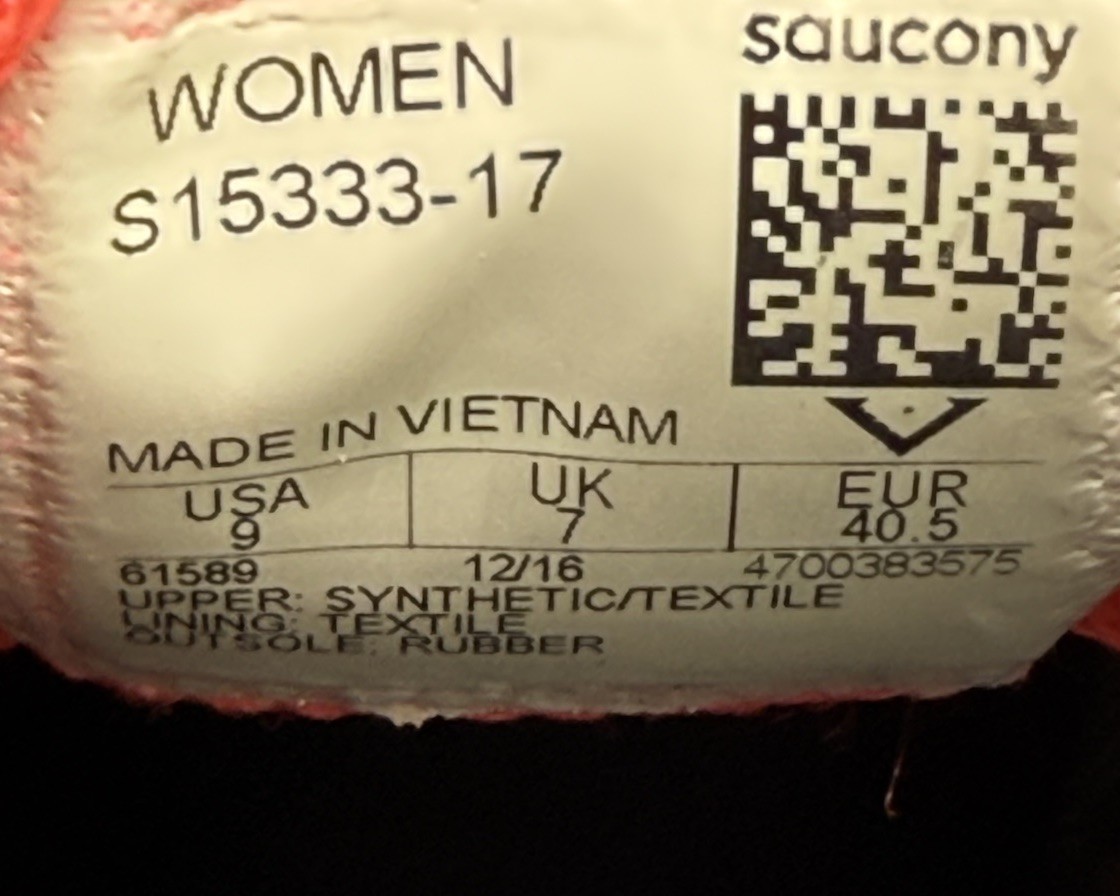 saucony
WOMEN
S15333-17
MADE IN VIETNAM
USA UK EUR
9 7 40.5
61589 12/16 4700383575
UPPER: SYNTHETIC/TEXTILE
LINING: TEXTILE
OUTSOLE: RUBBER